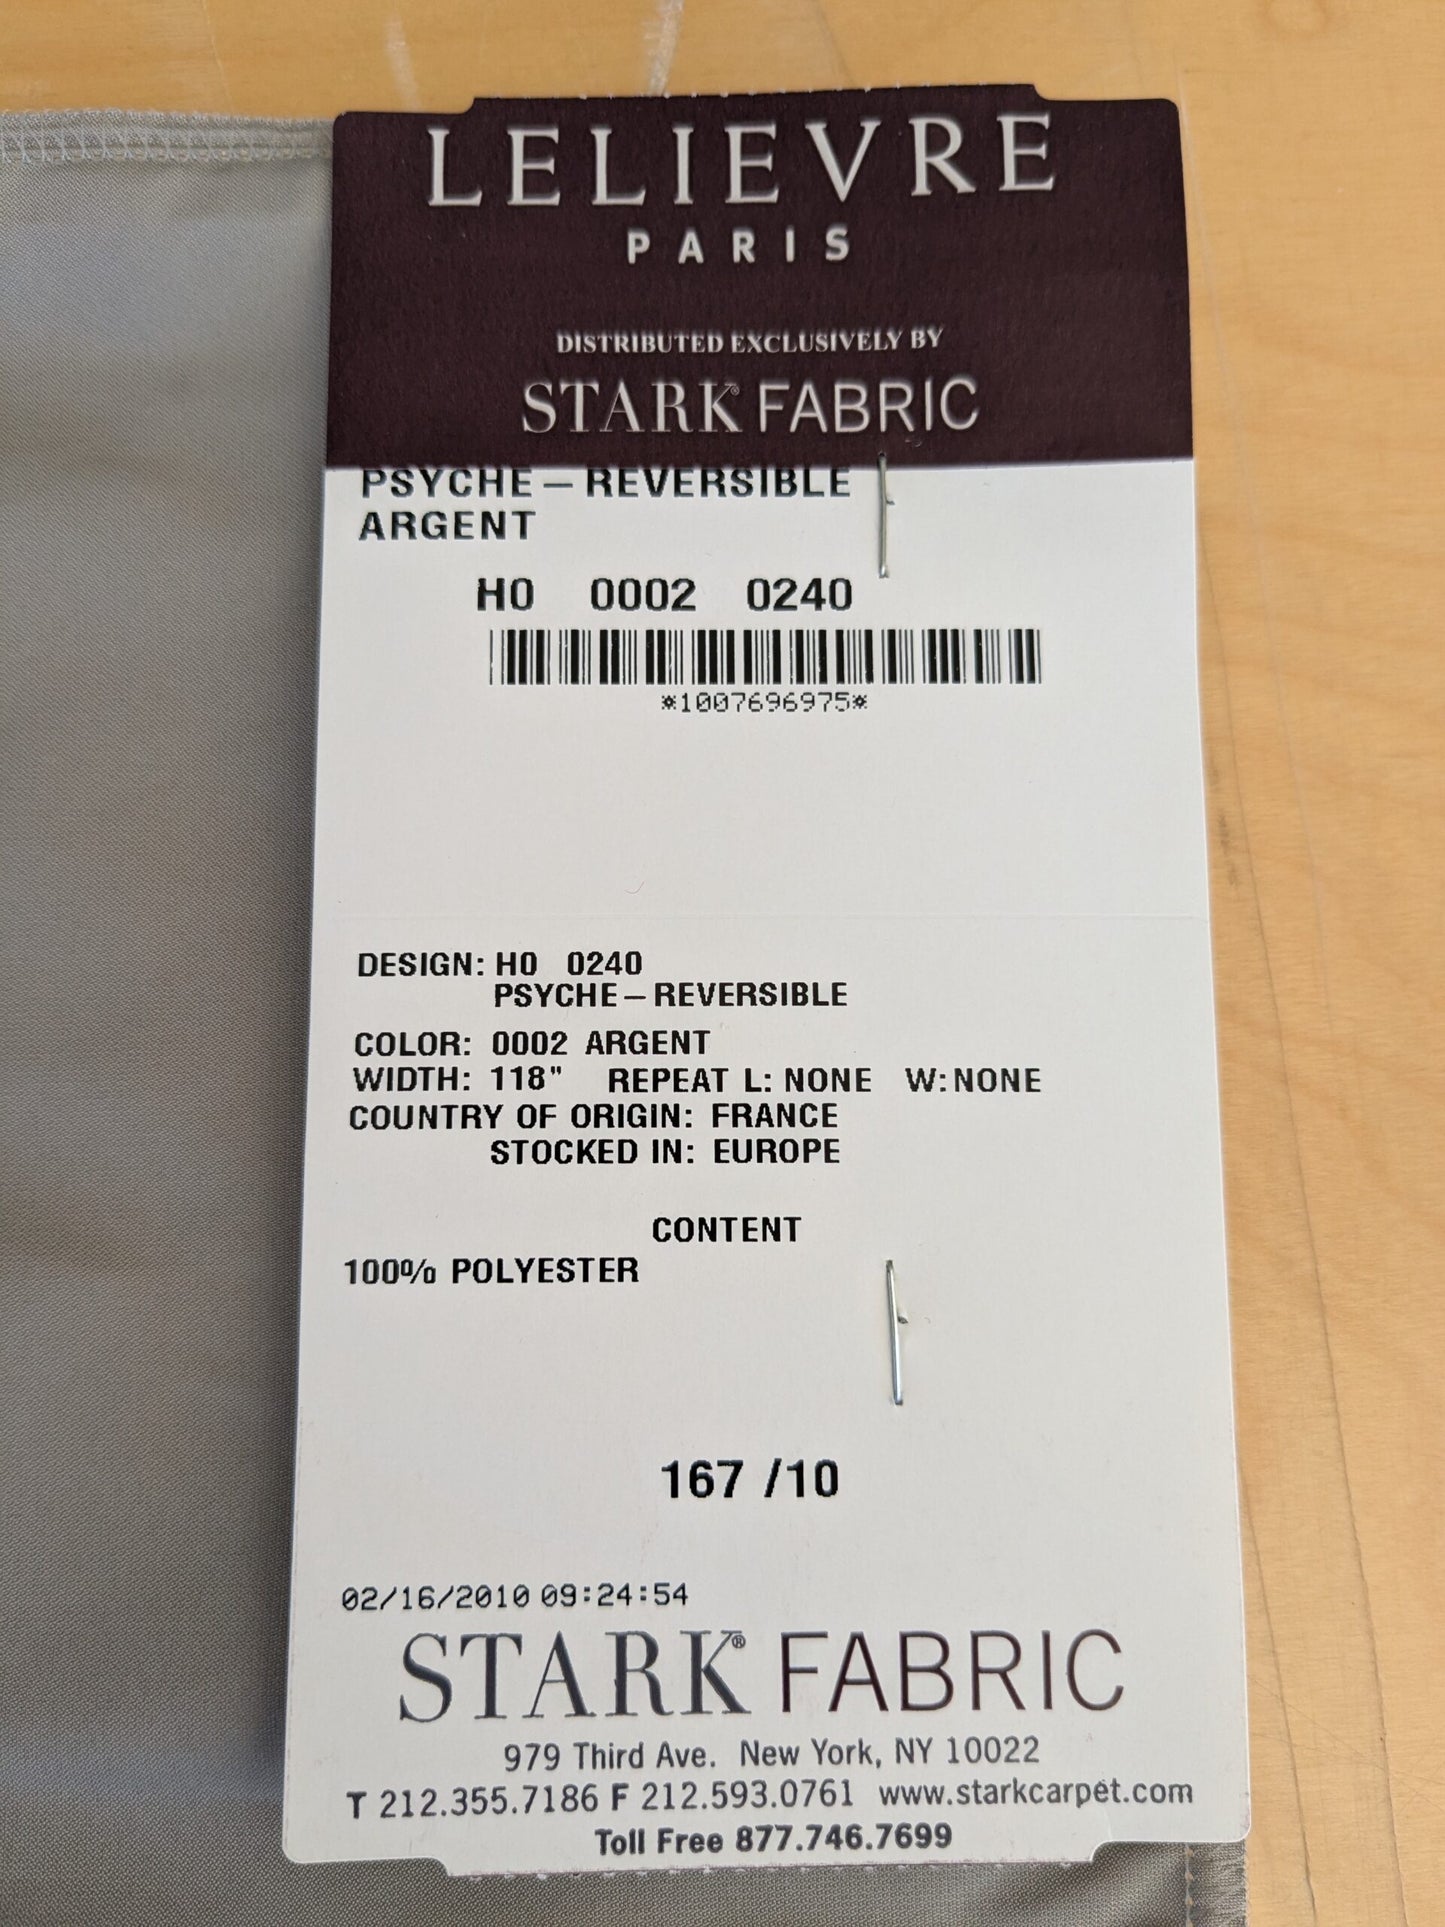 LELIEVRE
PARIS
DISTRIBUTED EXCLUSIVELY BY
STARK® FABRIC
PSYCHE – REVERSIBLE
ARGENT
H0 0002 0240
*1007696975*
DESIGN: H0 0240
PSYCHE – REVERSIBLE
COLOR: 0002 ARGENT
WIDTH: 118" REPEAT L: NONE W: NONE
COUNTRY OF ORIGIN: FRANCE
STOCKED IN: EUROPE
CONTENT
100% POLYESTER
167 /10
02/16/2010 09:24:54
STARK® FABRIC
979 Third Ave. New York, NY 10022
T 212.355.7186 F 212.593.0761 www.starkcarpet.com
Toll Free 877.746.7699